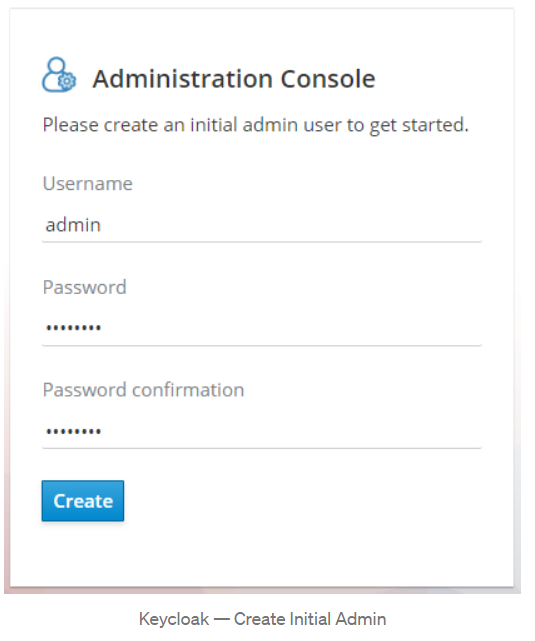 Administration Console
Please create an initial admin user to get started.
Username
admin
Password
••••••••
Password confirmation
••••••••
Create
Keycloak — Create Initial Admin